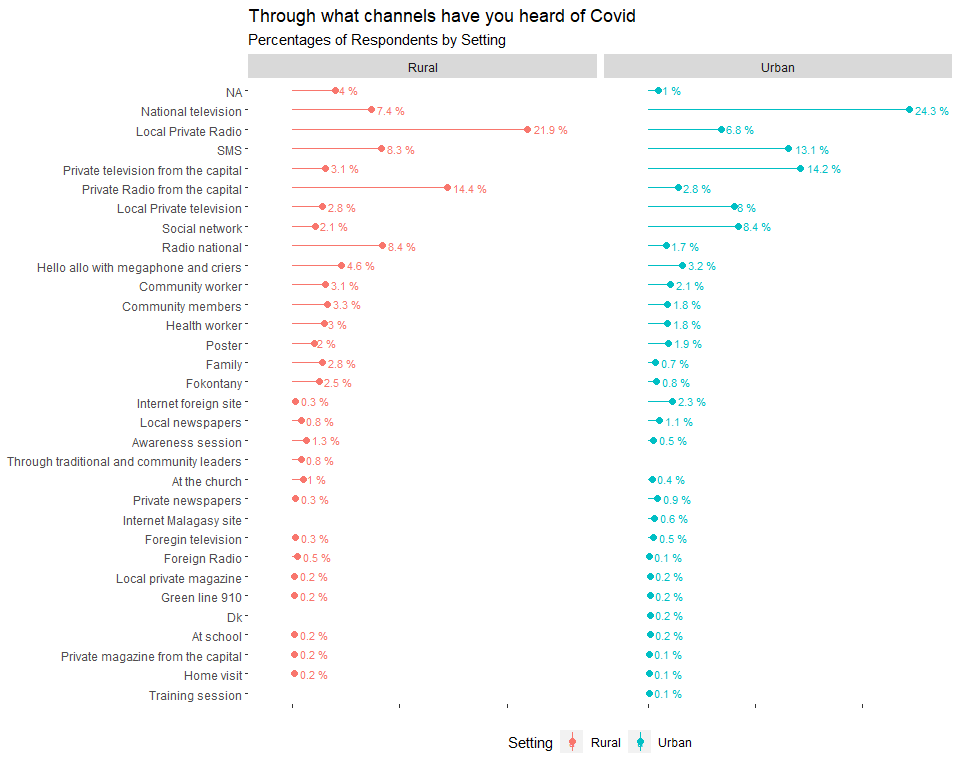 Through what channels have you heard of Covid
Percentages of Respondents by Setting
Rural Urban
NA 4 % 1 %
National television 7.4 % 24.3 %
Local Private Radio 21.9 % 6.8 %
SMS 8.3 % 13.1 %
Private television from the capital 3.1 % 14.2 %
Private Radio from the capital 14.4 % 2.8 %
Local Private television 2.8 % 8 %
Social network 2.1 % 8.4 %
Radio national 8.4 % 1.7 %
Hello allo with megaphone and criers 4.6 % 3.2 %
Community worker 3.1 % 2.1 %
Community members 3.3 % 1.8 %
Health worker 3 % 1.8 %
Poster 2 % 1.9 %
Family 2.8 % 0.7 %
Fokontany 2.5 % 0.8 %
Internet foreign site 0.3 % 2.3 %
Local newspapers 0.8 % 1.1 %
Awareness session 1.3 % 0.5 %
Through traditional and community leaders 0.8 %
At the church 1 % 0.4 %
Private newspapers 0.3 % 0.9 %
Internet Malagasy site 0.6 %
Foregin television 0.3 % 0.5 %
Foreign Radio 0.5 % 0.1 %
Local private magazine 0.2 % 0.2 %
Green line 910 0.2 % 0.2 %
Dk 0.2 %
At school 0.2 % 0.2 %
Private magazine from the capital 0.2 % 0.1 %
Home visit 0.2 % 0.1 %
Training session 0.1 %
Setting Rural Urban